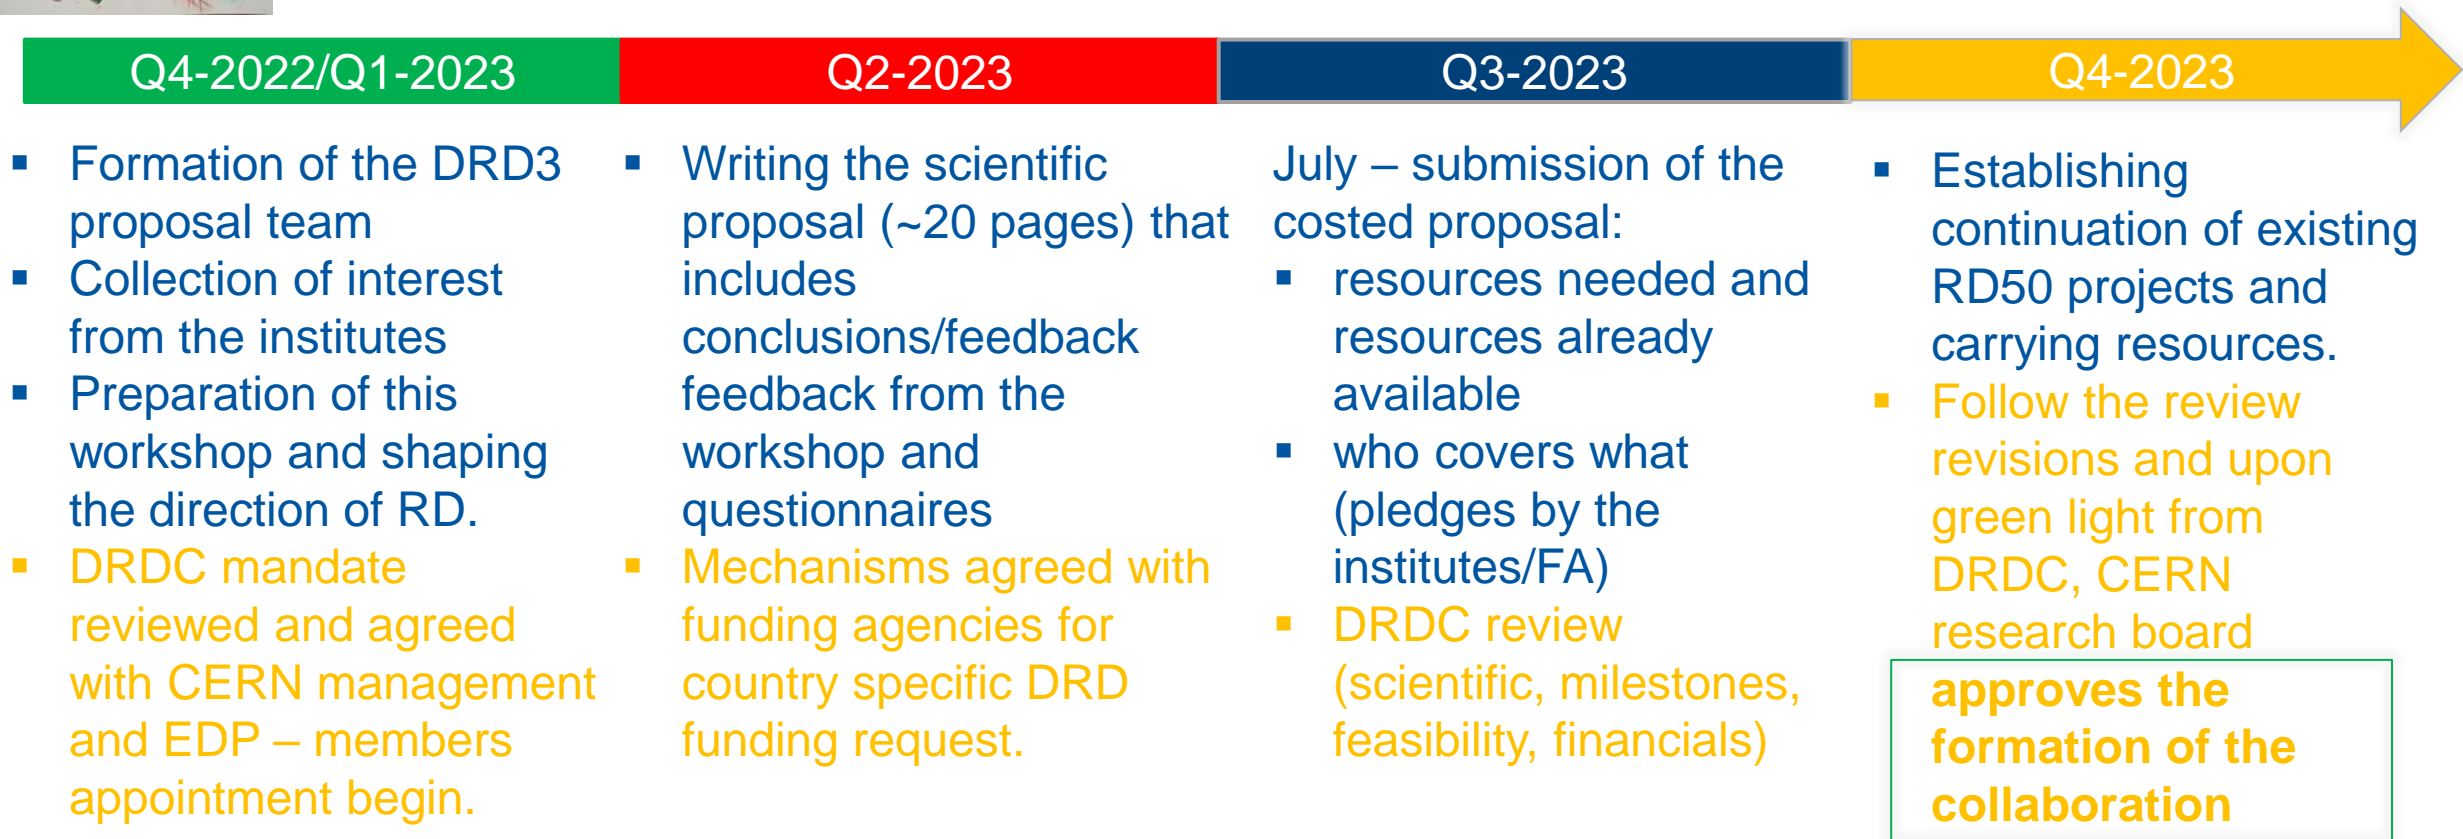 Q4-2022/Q1-2023
Q2-2023
Q3-2023
Q4-2023
▪ Formation of the DRD3
proposal team
▪ Collection of interest
from the institutes
▪ Preparation of this
workshop and shaping
the direction of RD.
▪ DRDC mandate
reviewed and agreed
with CERN management
and EDP – members
appointment begin.
▪ Writing the scientific
proposal (~20 pages) that
includes
conclusions/feedback
feedback from the
workshop and
questionnaires
▪ Mechanisms agreed with
funding agencies for
country specific DRD
funding request.
July – submission of the
costed proposal:
▪ resources needed and
resources already
available
▪ who covers what
(pledges by the
institutes/FA)
▪ DRDC review
(scientific, milestones,
feasibility, financials)
▪ Establishing
continuation of existing
RD50 projects and
carrying resources.
▪ Follow the review
revisions and upon
green light from
DRDC, CERN
research board
approves the
formation of the
collaboration